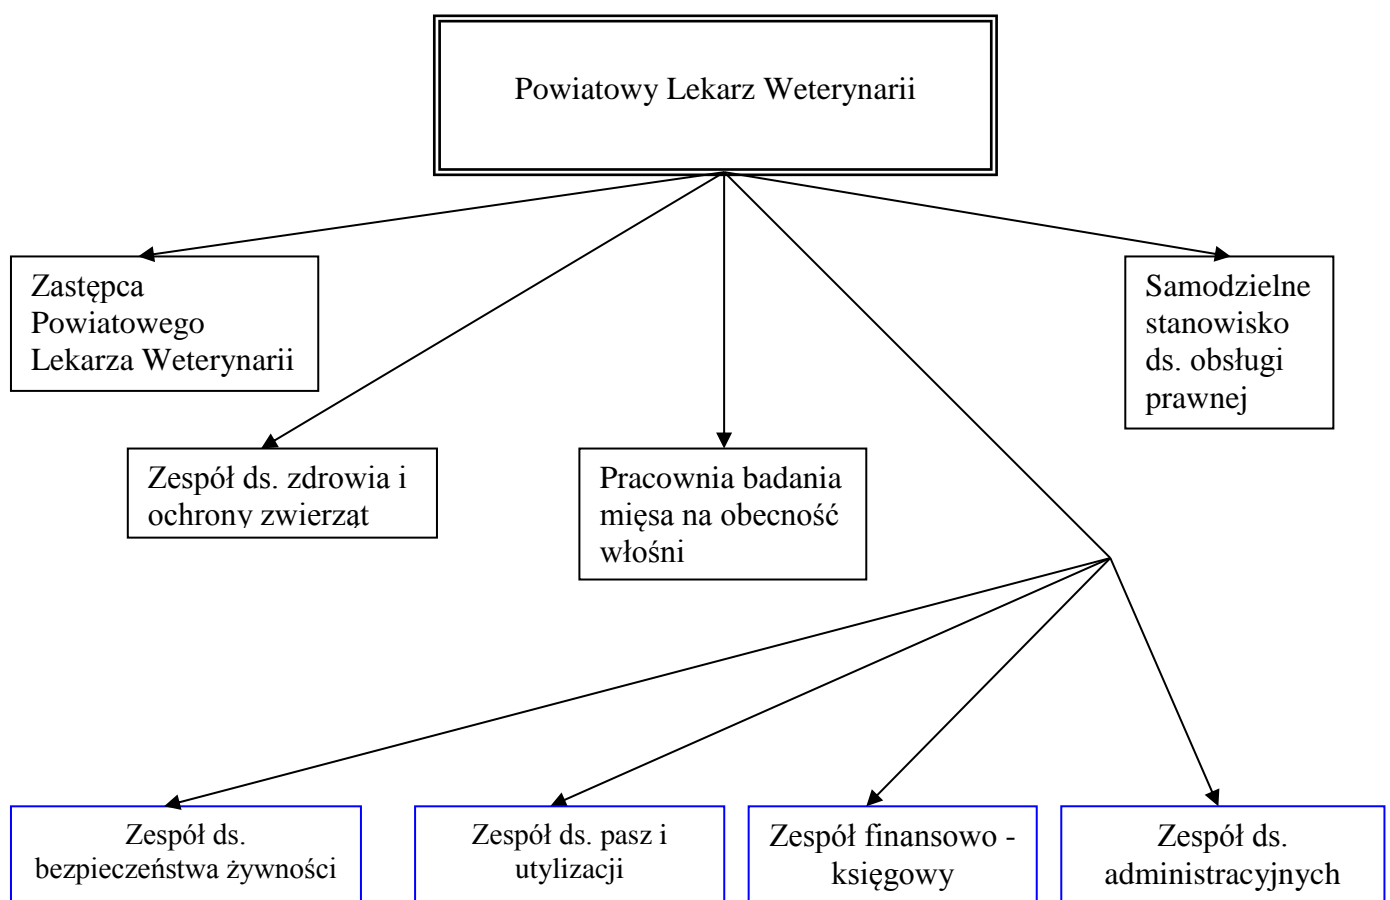 Powiatowy Lekarz Weterynarii
Zastępca
Powiatowego
Lekarza Weterynarii
Samodzielne
stanowisko
ds. obsługi
prawnej
Zespół ds. zdrowia i
ochrony zwierząt
Pracownia badania
mięsa na obecność
włośni
Zespół ds.
bezpieczeństwa żywności
Zespół ds. pasz i
utylizacji
Zespół finansowo -
księgowy
Zespół ds.
administracyjnych